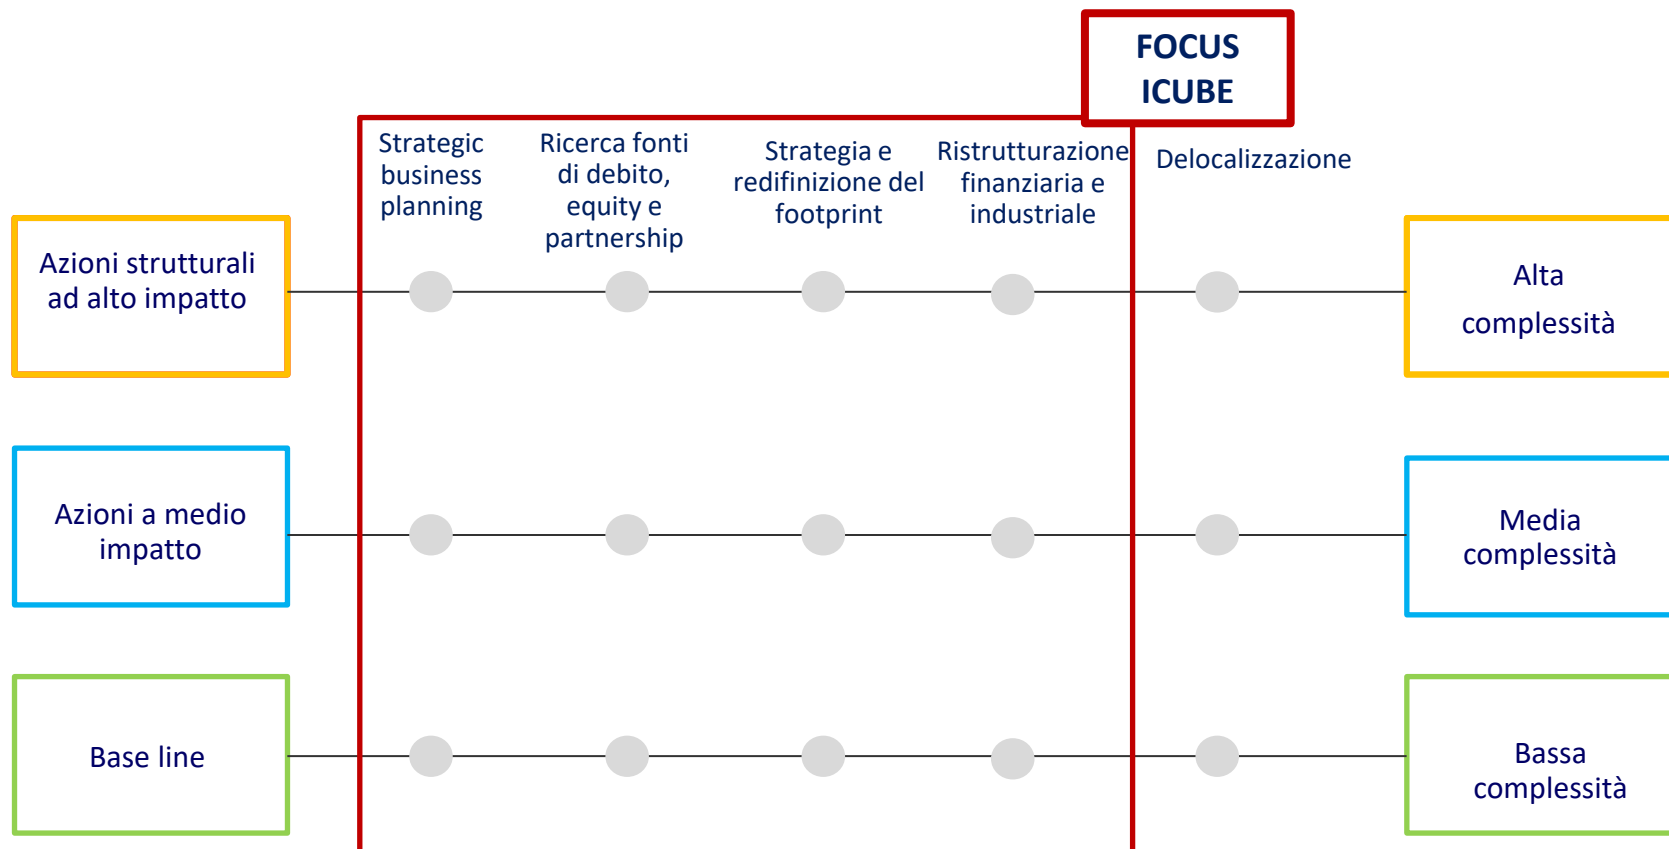 FOCUS
ICUBE
Strategic
business
planning
Ricerca fonti
di debito,
equity e
partnership
Strategia e
redifinizione del
footprint
Ristrutturazione
finanziaria e
industriale
Delocalizzazione
Azioni strutturali
ad alto impatto
Alta
complessità
Azioni a medio
impatto
Media
complessità
Base line
Bassa
complessità